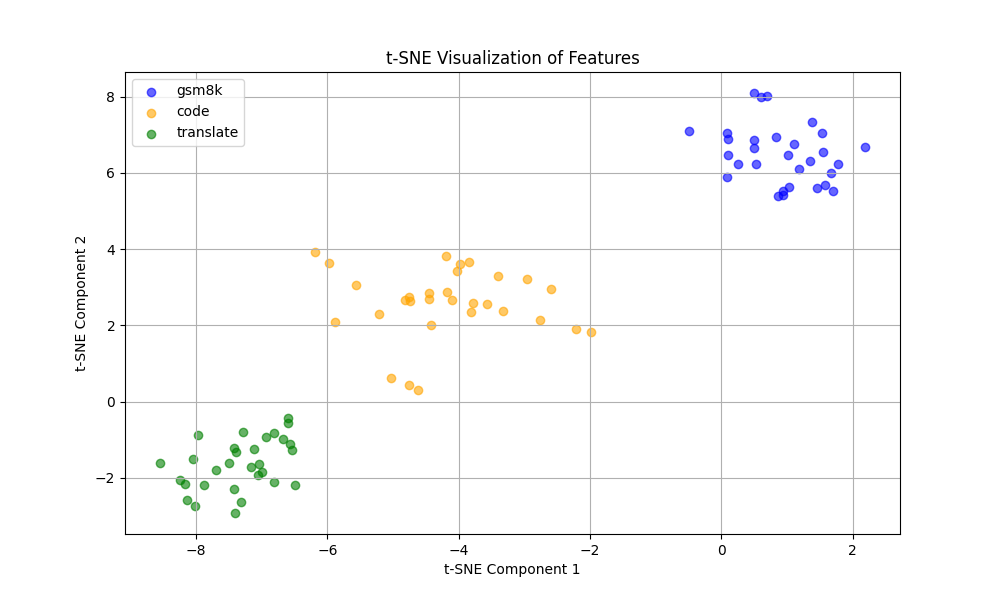 t-SNE Visualization of Features
gsm8k
code
translate
8
6
4
2
0
−2
t-SNE Component 2
−8
−6
−4
−2
0
2
t-SNE Component 1